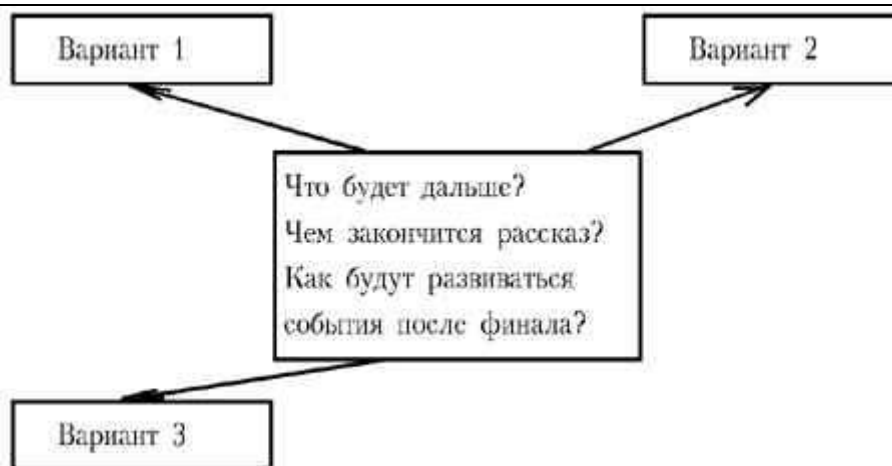 Вариант 1
Вариант 2
Что будет дальше?
Чем закончится рассказ?
Как будут развиваться
события после финала?
Вариант 3